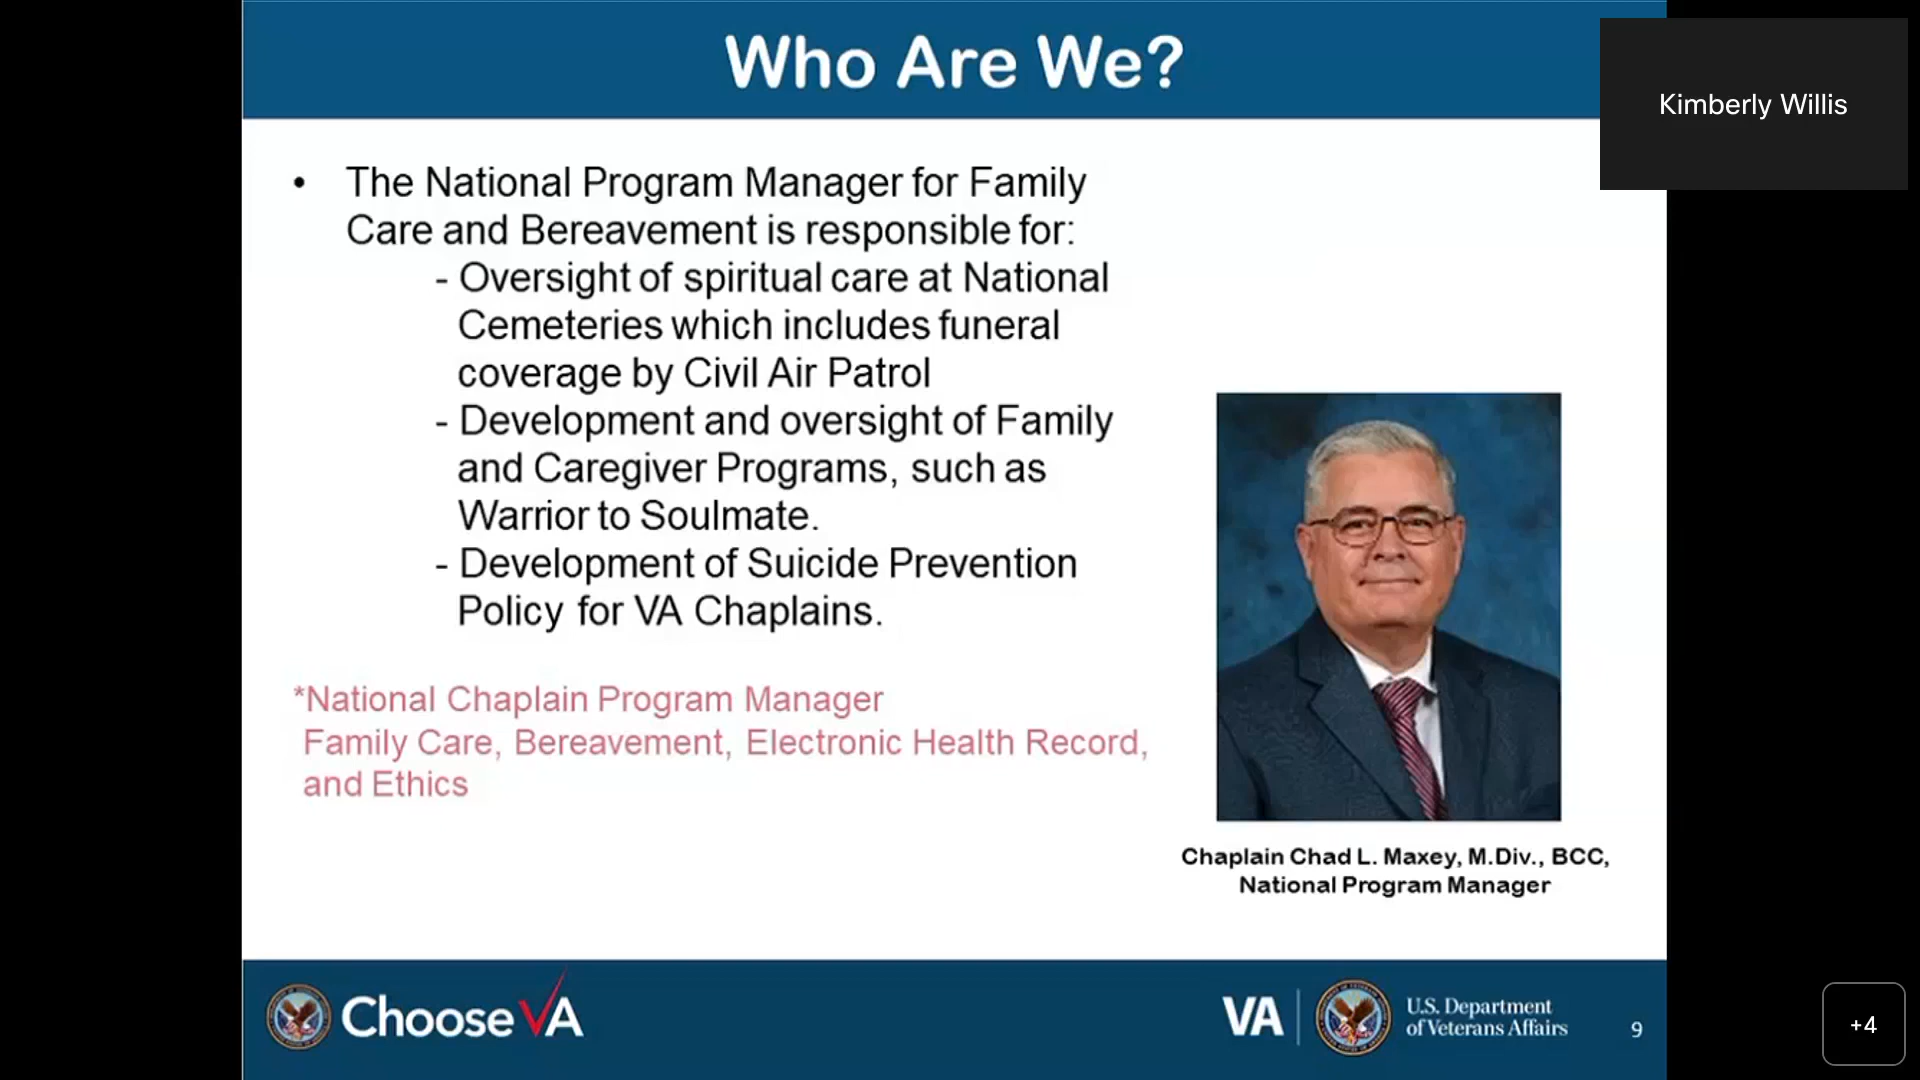 Who Are We?
Kimberly Willis
• The National Program Manager for Family
Care and Bereavement is responsible for:
- Oversight of spiritual care at National
Cemeteries which includes funeral
coverage by Civil Air Patrol
- Development and oversight of Family
and Caregiver Programs, such as
Warrior to Soulmate.
- Development of Suicide Prevention
Policy for VA Chaplains.
*National Chaplain Program Manager
Family Care, Bereavement, Electronic Health Record,
and Ethics
Chaplain Chad L. Maxey, M.Div., BCC,
National Program Manager
Choose VA
VA
U.S. Department
of Veterans Affairs
9
+4